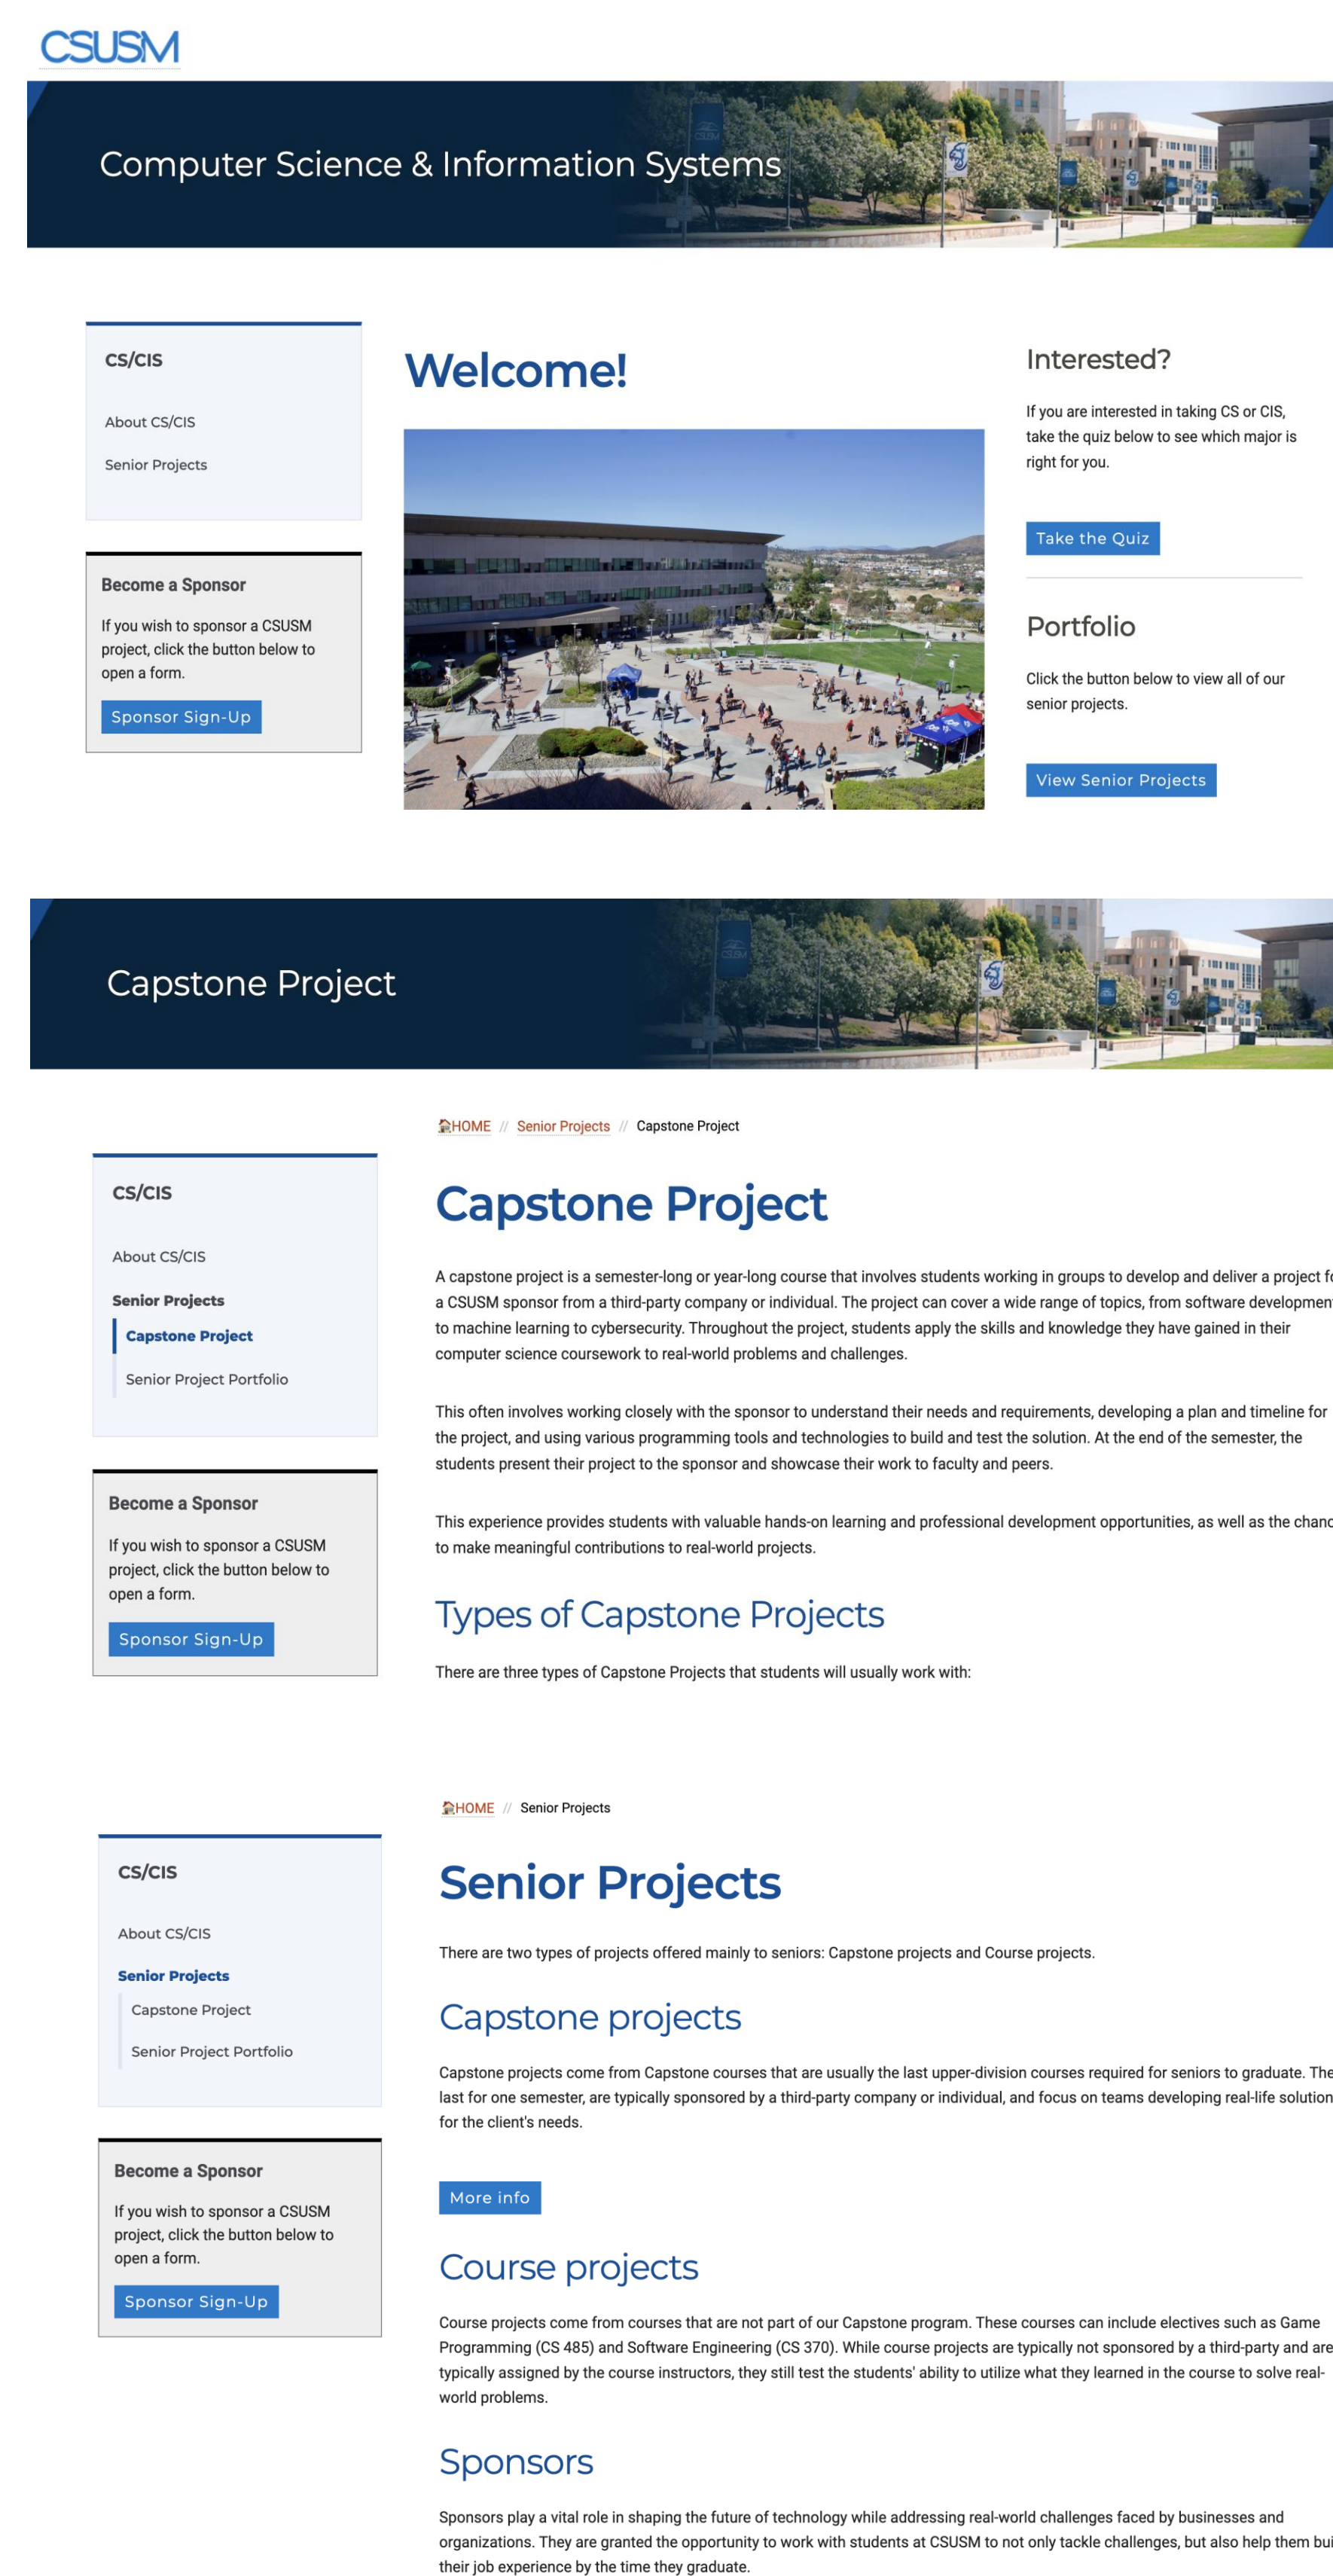 CSUSM
Computer Science & Information Systems
CS/CIS
About CS/CIS
Senior Projects
Become a Sponsor
If you wish to sponsor a CSUSM
project, click the button below to
open a form.
Sponsor Sign-Up
Welcome!
Interested?
If you are interested in taking CS or CIS,
take the quiz below to see which major is
right for you.
Take the Quiz
Portfolio
Click the button below to view all of our
senior projects.
View Senior Projects
Capstone Project
CS/CIS
About CS/CIS
Senior Projects
Capstone Project
Senior Project Portfolio
Become a Sponsor
If you wish to sponsor a CSUSM
project, click the button below to
open a form.
Sponsor Sign-Up
HOME // Senior Projects // Capstone Project
Capstone Project
A capstone project is a semester-long or year-long course that involves students working in groups to develop and deliver a project fo
a CSUSM sponsor from a third-party company or individual. The project can cover a wide range of topics, from software developmen
to machine learning to cybersecurity. Throughout the project, students apply the skills and knowledge they have gained in their
computer science coursework to real-world problems and challenges.
This often involves working closely with the sponsor to understand their needs and requirements, developing a plan and timeline for
the project, and using various programming tools and technologies to build and test the solution. At the end of the semester, the
students present their project to the sponsor and showcase their work to faculty and peers.
This experience provides students with valuable hands-on learning and professional development opportunities, as well as the chanc
to make meaningful contributions to real-world projects.
Types of Capstone Projects
There are three types of Capstone Projects that students will usually work with:
CS/CIS
About CS/CIS
Senior Projects
Capstone Project
Senior Project Portfolio
Become a Sponsor
If you wish to sponsor a CSUSM
project, click the button below to
open a form.
Sponsor Sign-Up
HOME // Senior Projects
Senior Projects
There are two types of projects offered mainly to seniors: Capstone projects and Course projects.
Capstone projects
Capstone projects come from Capstone courses that are usually the last upper-division courses required for seniors to graduate. The
last for one semester, are typically sponsored by a third-party company or individual, and focus on teams developing real-life solution
for the client's needs.
More info
Course projects
Course projects come from courses that are not part of our Capstone program. These courses can include electives such as Game
Programming (CS 485) and Software Engineering (CS 370). While course projects are typically not sponsored by a third-party and are
typically assigned by the course instructors, they still test the students' ability to utilize what they learned in the course to solve real-
world problems.
Sponsors
Sponsors play a vital role in shaping the future of technology while addressing real-world challenges faced by businesses and
organizations. They are granted the opportunity to work with students at CSUSM to not only tackle challenges, but also help them bui
their job experience by the time they graduate.